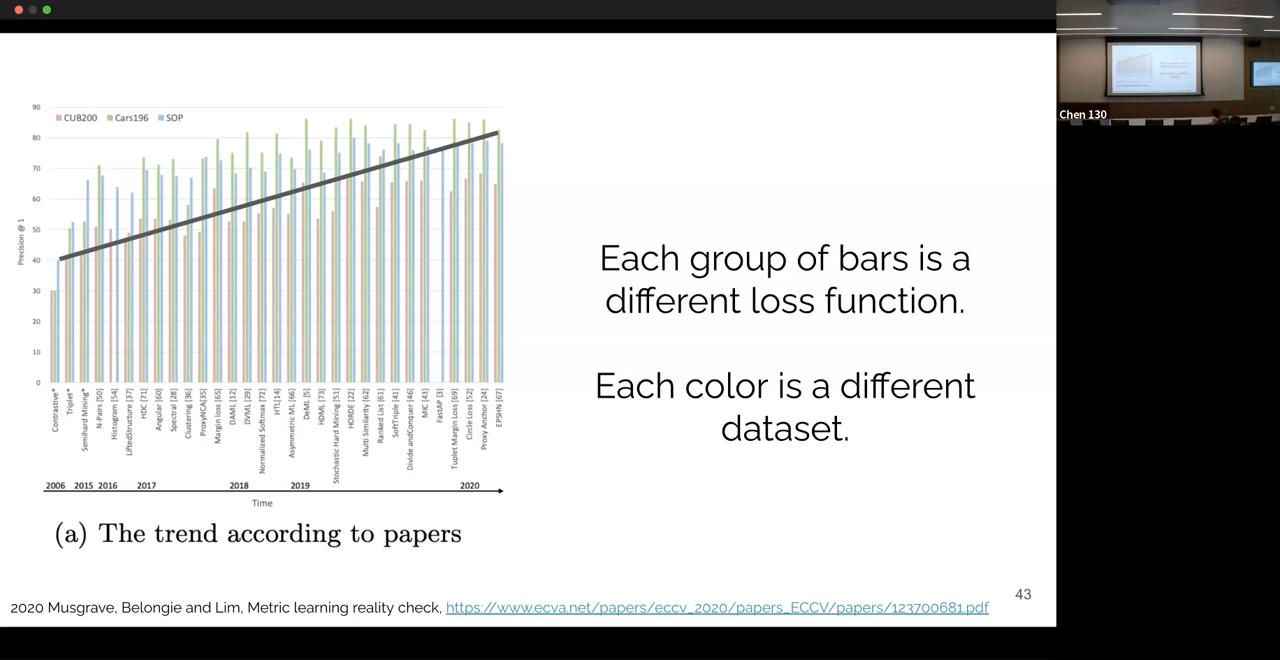 90
80
70
60
50
40
30
20
10
0
Precision @ 1
CUB200 Cars196 SOP
Contrastive*
Triplet*
Semihard Mining*
N-Pairs [50]
Histogram [54]
LiftedStructure [37]
HDC [71]
Angular [60]
Spectral [28]
Clustering [36]
ProxyNCA[35]
Margin loss [65]
DAML [12]
DVML [29]
Normalized Softmax [72]
HTL[14]
Asymmetric ML [66]
DeML [5]
HDML [73]
Stochastic Hard Mining [51]
HORDE [22]
Multi Similarity [62]
Ranked List [61]
SoftTriple [41]
Divide andConquer [46]
MIC [43]
FastAP [3]
Tuplet Margin Loss [69]
Circle Loss [52]
Proxy Anchor [24]
EPSHN [67]
2006 2015 2016 2017 2018 2019 2020
Time
(a) The trend according to papers
Each group of bars is a
different loss function.
Each color is a different
dataset.
43
2020 Musgrave, Belongie and Lim, Metric learning reality check, https://www.ecva.net/papers/eccv_2020/papers_ECCV/papers/123700681.pdf
Chen 130